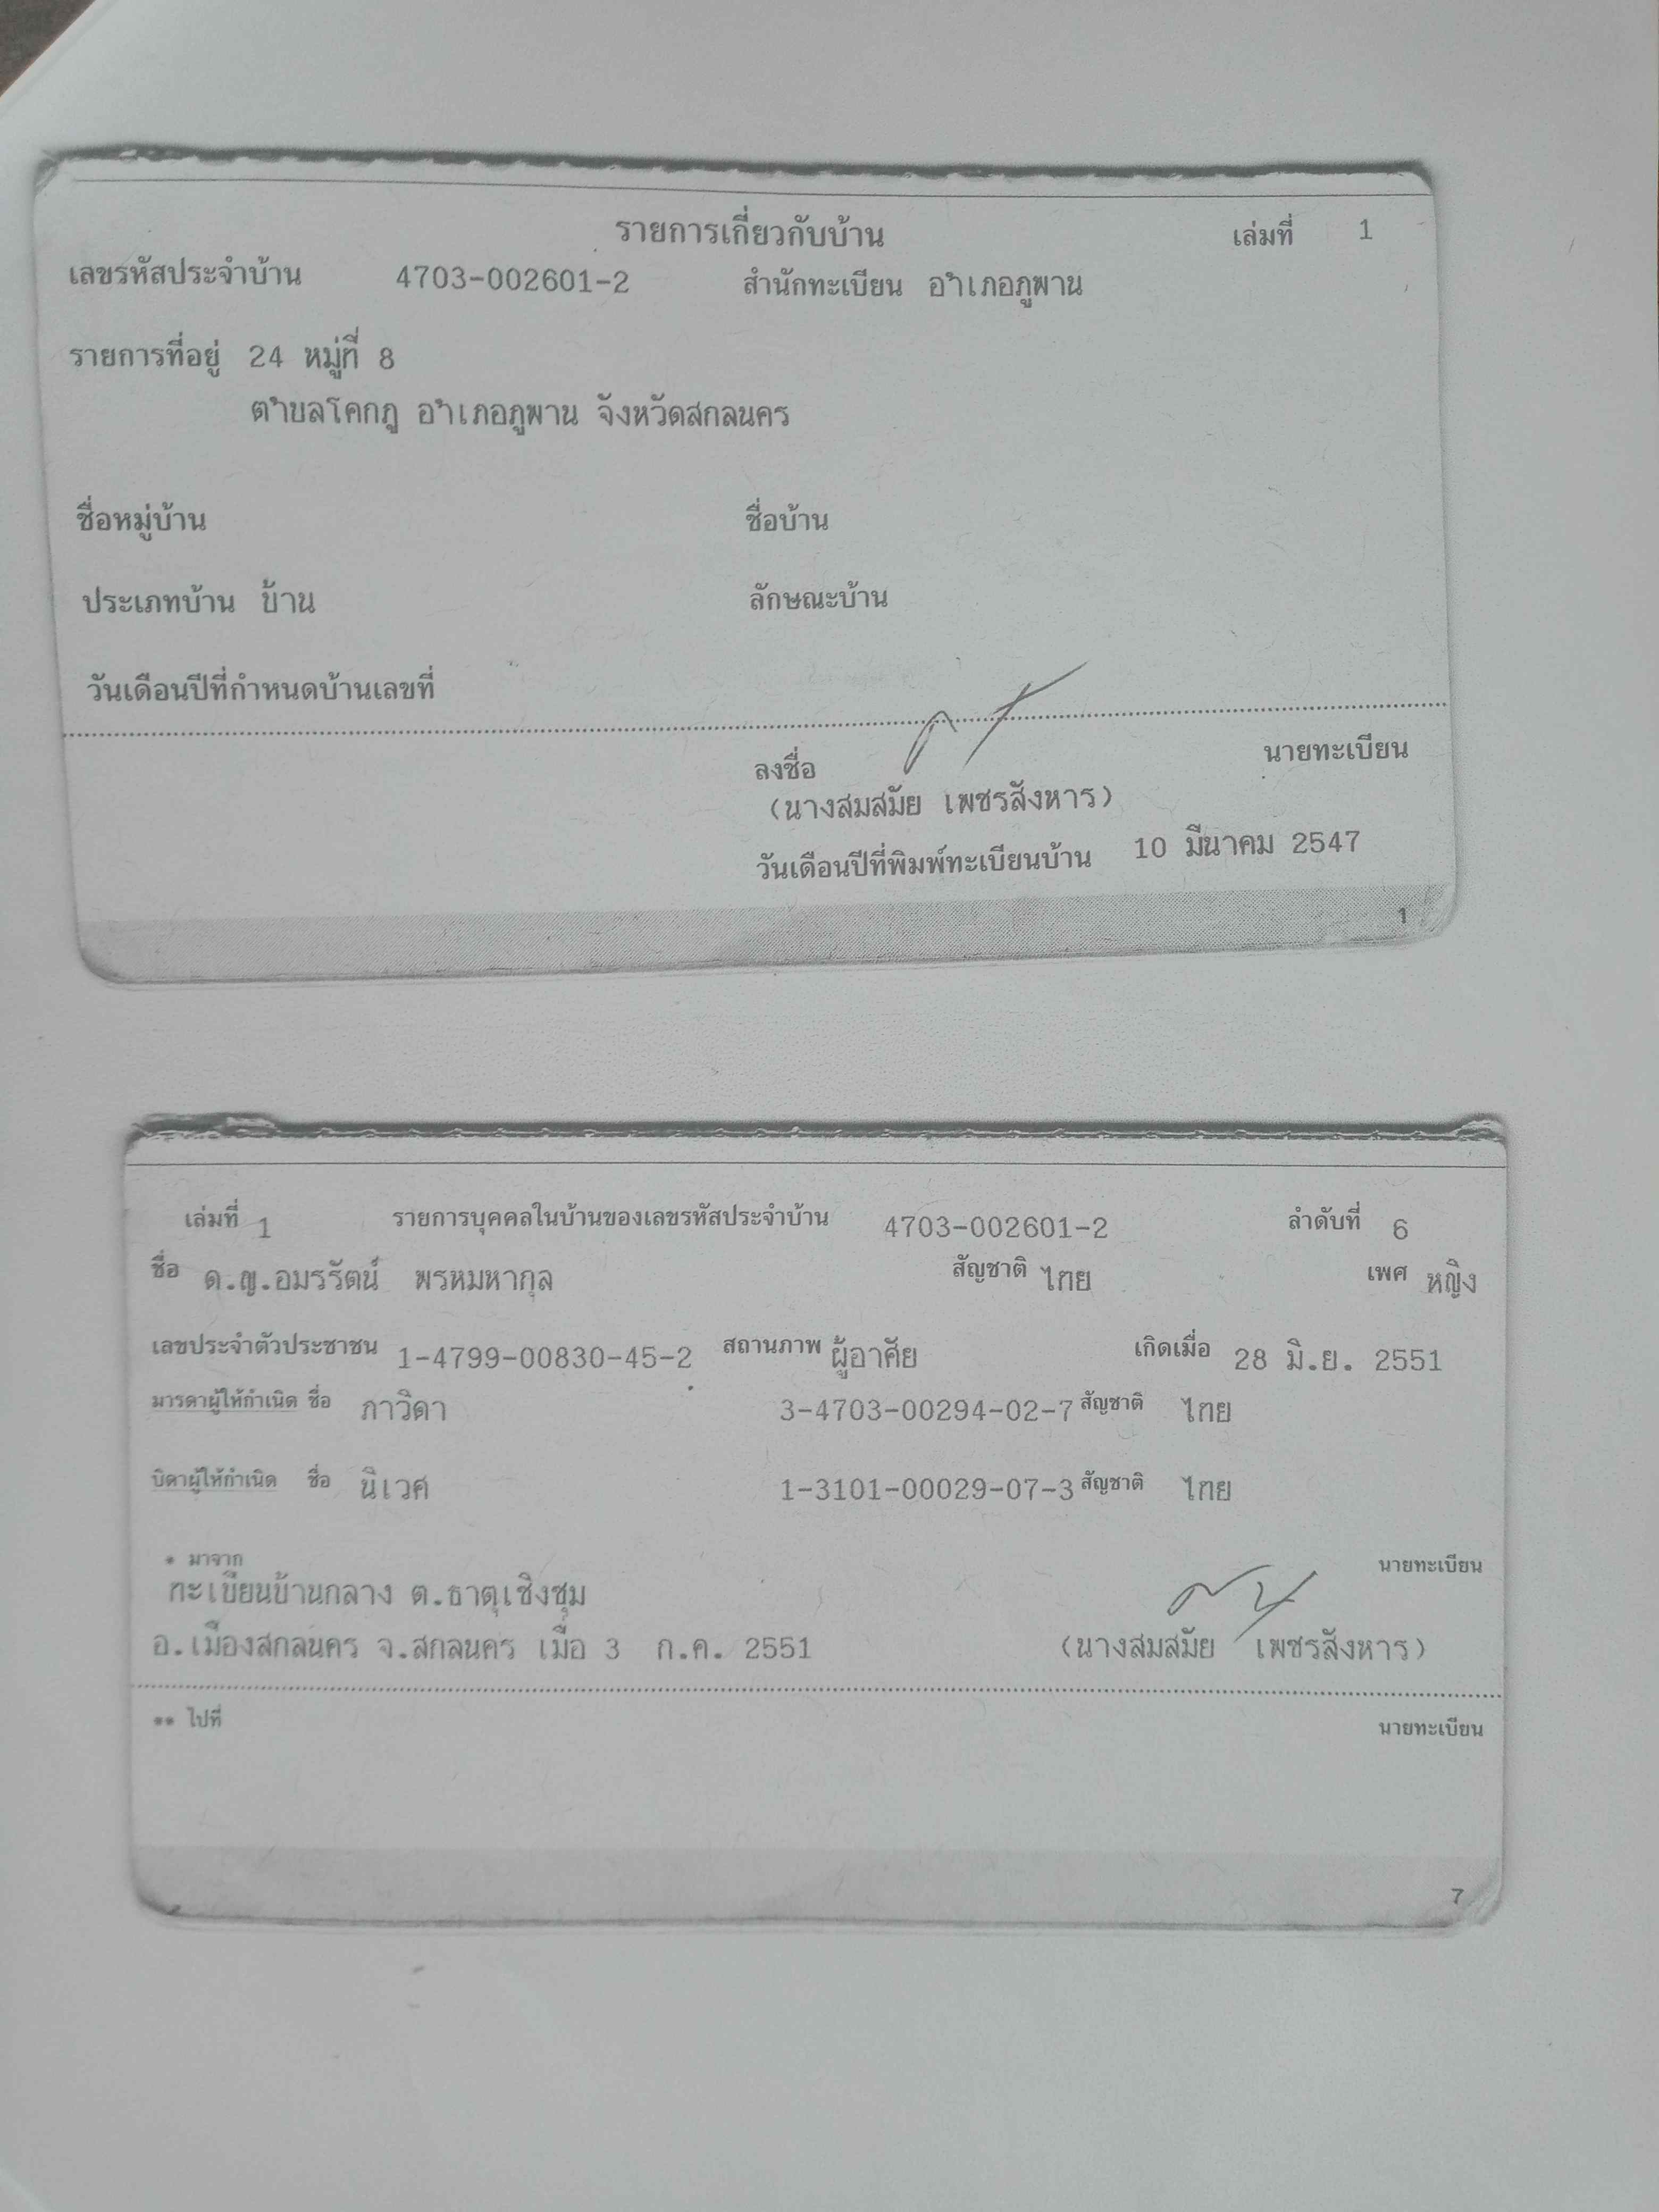 รายการเกี่ยวกับบ้าน เล่มที่ 1
เลขรหัสประจำบ้าน 4703-002601-2 สำนักทะเบียน อำเภอภูพาน
รายการที่อยู่ 24 หมู่ที่ 8
ตำบลโคกภู อำเภอภูพาน จังหวัดสกลนคร
ชื่อหมู่บ้าน ชื่อบ้าน
ประเภทบ้าน บ้าน ลักษณะบ้าน
วันเดือนปีที่กำหนดบ้านเลขที่
ลงชื่อ นายทะเบียน
(นางสมสมัย เพชรสังหาร)
วันเดือนปีที่พิมพ์ทะเบียนบ้าน 10 มีนาคม 2547
1
เล่มที่ 1 รายการบุคคลในบ้านของเลขรหัสประจำบ้าน 4703-002601-2 ลำดับที่ 6
ชื่อ ด.ญ.อมรรัตน์ พรหมหากุล สัญชาติ ไทย เพศ หญิง
เลขประจำตัวประชาชน 1-4799-00830-45-2 สถานภาพ ผู้อาศัย เกิดเมื่อ 28 มิ.ย. 2551
มารดาผู้ให้กำเนิด ชื่อ ภาวิดา 3-4703-00294-02-7 สัญชาติ ไทย
บิดาผู้ให้กำเนิด ชื่อ นิเวศ 1-3101-00029-07-3 สัญชาติ ไทย
* มาจาก นายทะเบียน
ทะเบียนบ้านกลาง ต.ธาตุเชิงชุม
อ.เมืองสกลนคร จ.สกลนคร เมื่อ 3 ก.ค. 2551 (นางสมสมัย เพชรสังหาร)
** ไปที่ นายทะเบียน
7